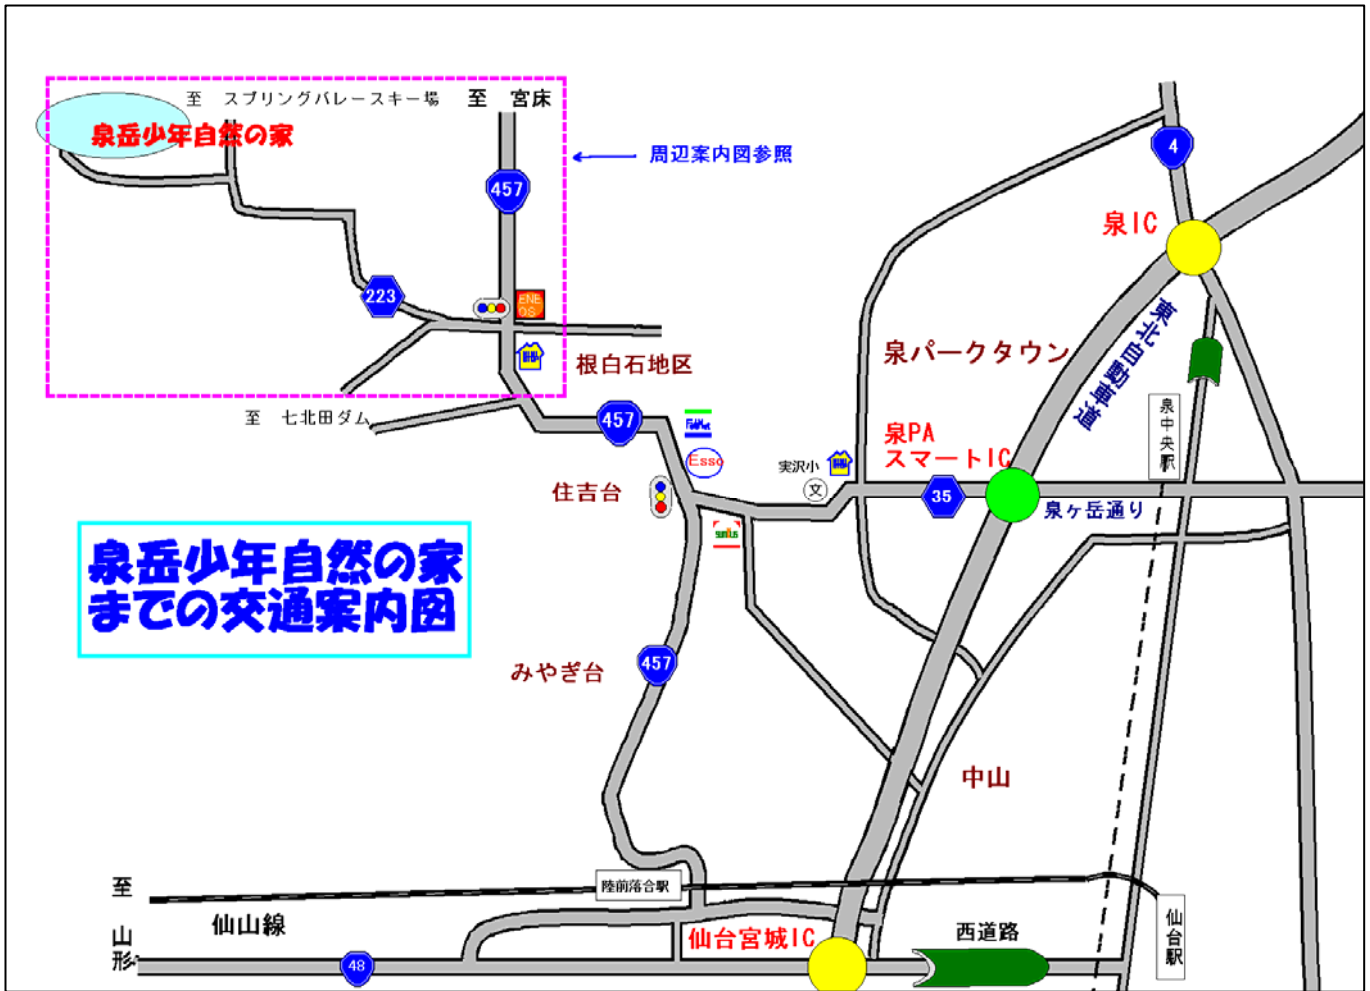 至 スプリングバレースキー場
至 宮床
泉岳少年自然の家
周辺案内図参照
457
4
泉IC
223
ENE
OS
東北自動車道
泉パークタウン
根白石地区
至 七北田ダム
457
泉中央駅
泉PA
スマートIC
Esso
実沢小
文
住吉台
35
泉ヶ岳通り
泉岳少年自然の家
までの交通案内図
みやぎ台
457
中山
至 山形
陸前落合駅
仙山線
仙台宮城IC
西道路
仙台駅
48